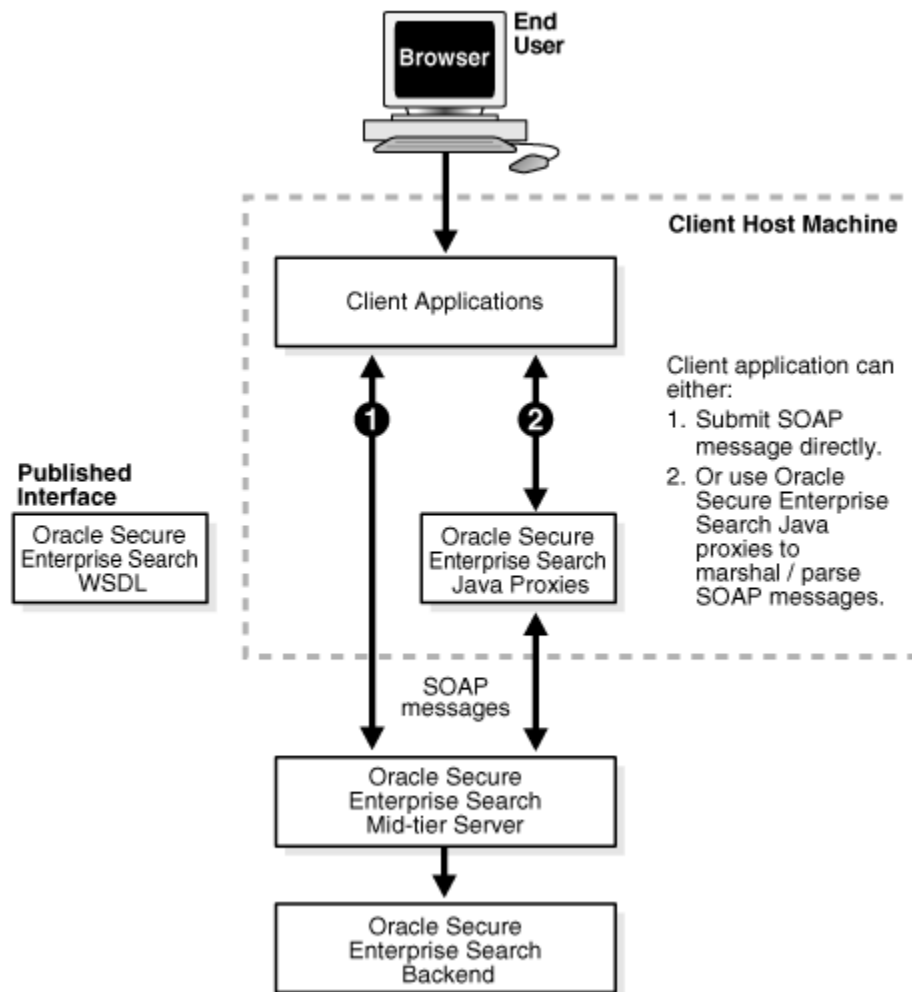 End
User
Browser
Client Host Machine
Client Applications
Client application can
either:
1. Submit SOAP
message directly.
2. Or use Oracle
Secure Enterprise
Search Java
proxies to
marshal / parse
SOAP messages.
1
2
Published
Interface
Oracle Secure
Enterprise Search
WSDL
Oracle Secure
Enterprise Search
Java Proxies
SOAP
messages
Oracle Secure
Enterprise Search
Mid-tier Server
Oracle Secure
Enterprise Search
Backend